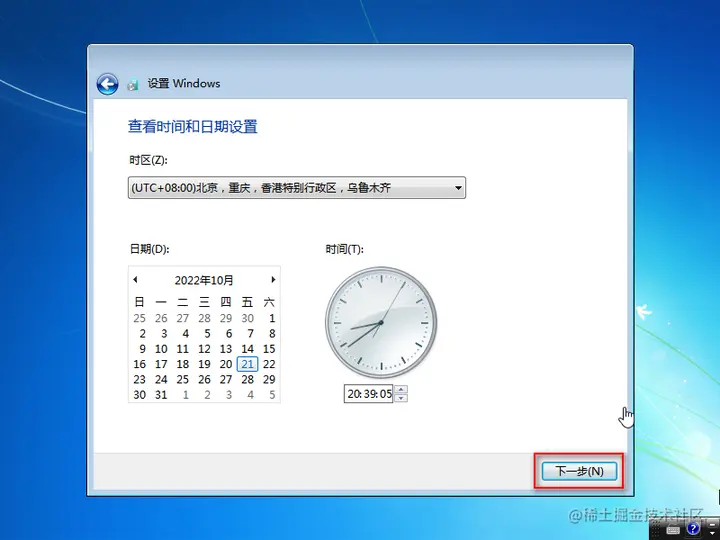 设置 Windows
查看时间和日期设置
时区(Z):
(UTC+08:00)北京，重庆，香港特别行政区，乌鲁木齐
日期(D):
时间(T):
2022年10月
日 一 二 三 四 五 六
25 26 27 28 29 30 1
2 3 4 5 6 7 8
9 10 11 12 13 14 15
16 17 18 19 20 21 22
23 24 25 26 27 28 29
30 31 1 2 3 4 5
20:39:05
下一步(N)
@稀土掘金技术社区